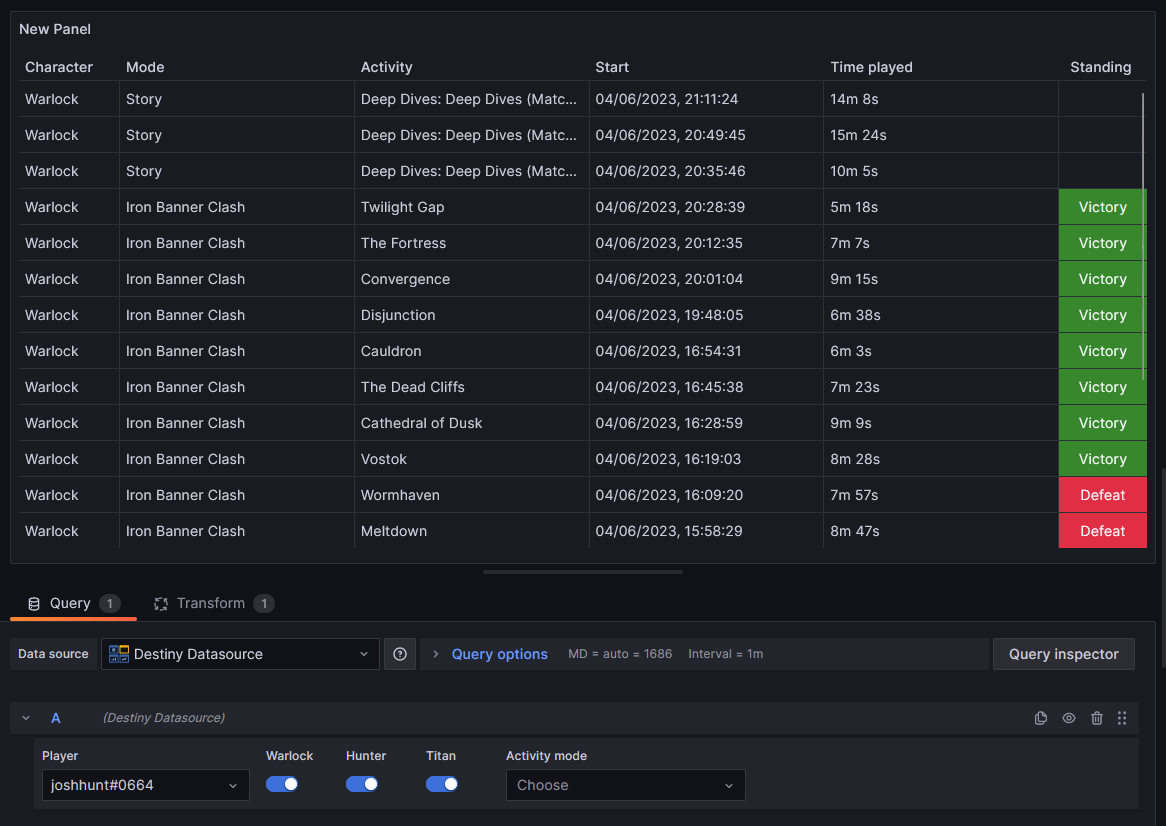 New Panel
Character Mode Activity Start Time played Standing
Warlock Story Deep Dives: Deep Dives (Matc... 04/06/2023, 21:11:24 14m 8s
Warlock Story Deep Dives: Deep Dives (Matc... 04/06/2023, 20:49:45 15m 24s
Warlock Story Deep Dives: Deep Dives (Matc... 04/06/2023, 20:35:46 10m 5s
Warlock Iron Banner Clash Twilight Gap 04/06/2023, 20:28:39 5m 18s Victory
Warlock Iron Banner Clash The Fortress 04/06/2023, 20:12:35 7m 7s Victory
Warlock Iron Banner Clash Convergence 04/06/2023, 20:01:04 9m 15s Victory
Warlock Iron Banner Clash Disjunction 04/06/2023, 19:48:05 6m 38s Victory
Warlock Iron Banner Clash Cauldron 04/06/2023, 16:54:31 6m 3s Victory
Warlock Iron Banner Clash The Dead Cliffs 04/06/2023, 16:45:38 7m 23s Victory
Warlock Iron Banner Clash Cathedral of Dusk 04/06/2023, 16:28:59 9m 9s Victory
Warlock Iron Banner Clash Vostok 04/06/2023, 16:19:03 8m 28s Victory
Warlock Iron Banner Clash Wormhaven 04/06/2023, 16:09:20 7m 57s Defeat
Warlock Iron Banner Clash Meltdown 04/06/2023, 15:58:29 8m 47s Defeat
Query 1 Transform 1
Data source Destiny Datasource Query options MD = auto = 1686 Interval = 1m Query inspector
A (Destiny Datasource)
Player Warlock Hunter Titan Activity mode
joshhunt#0664 Choose